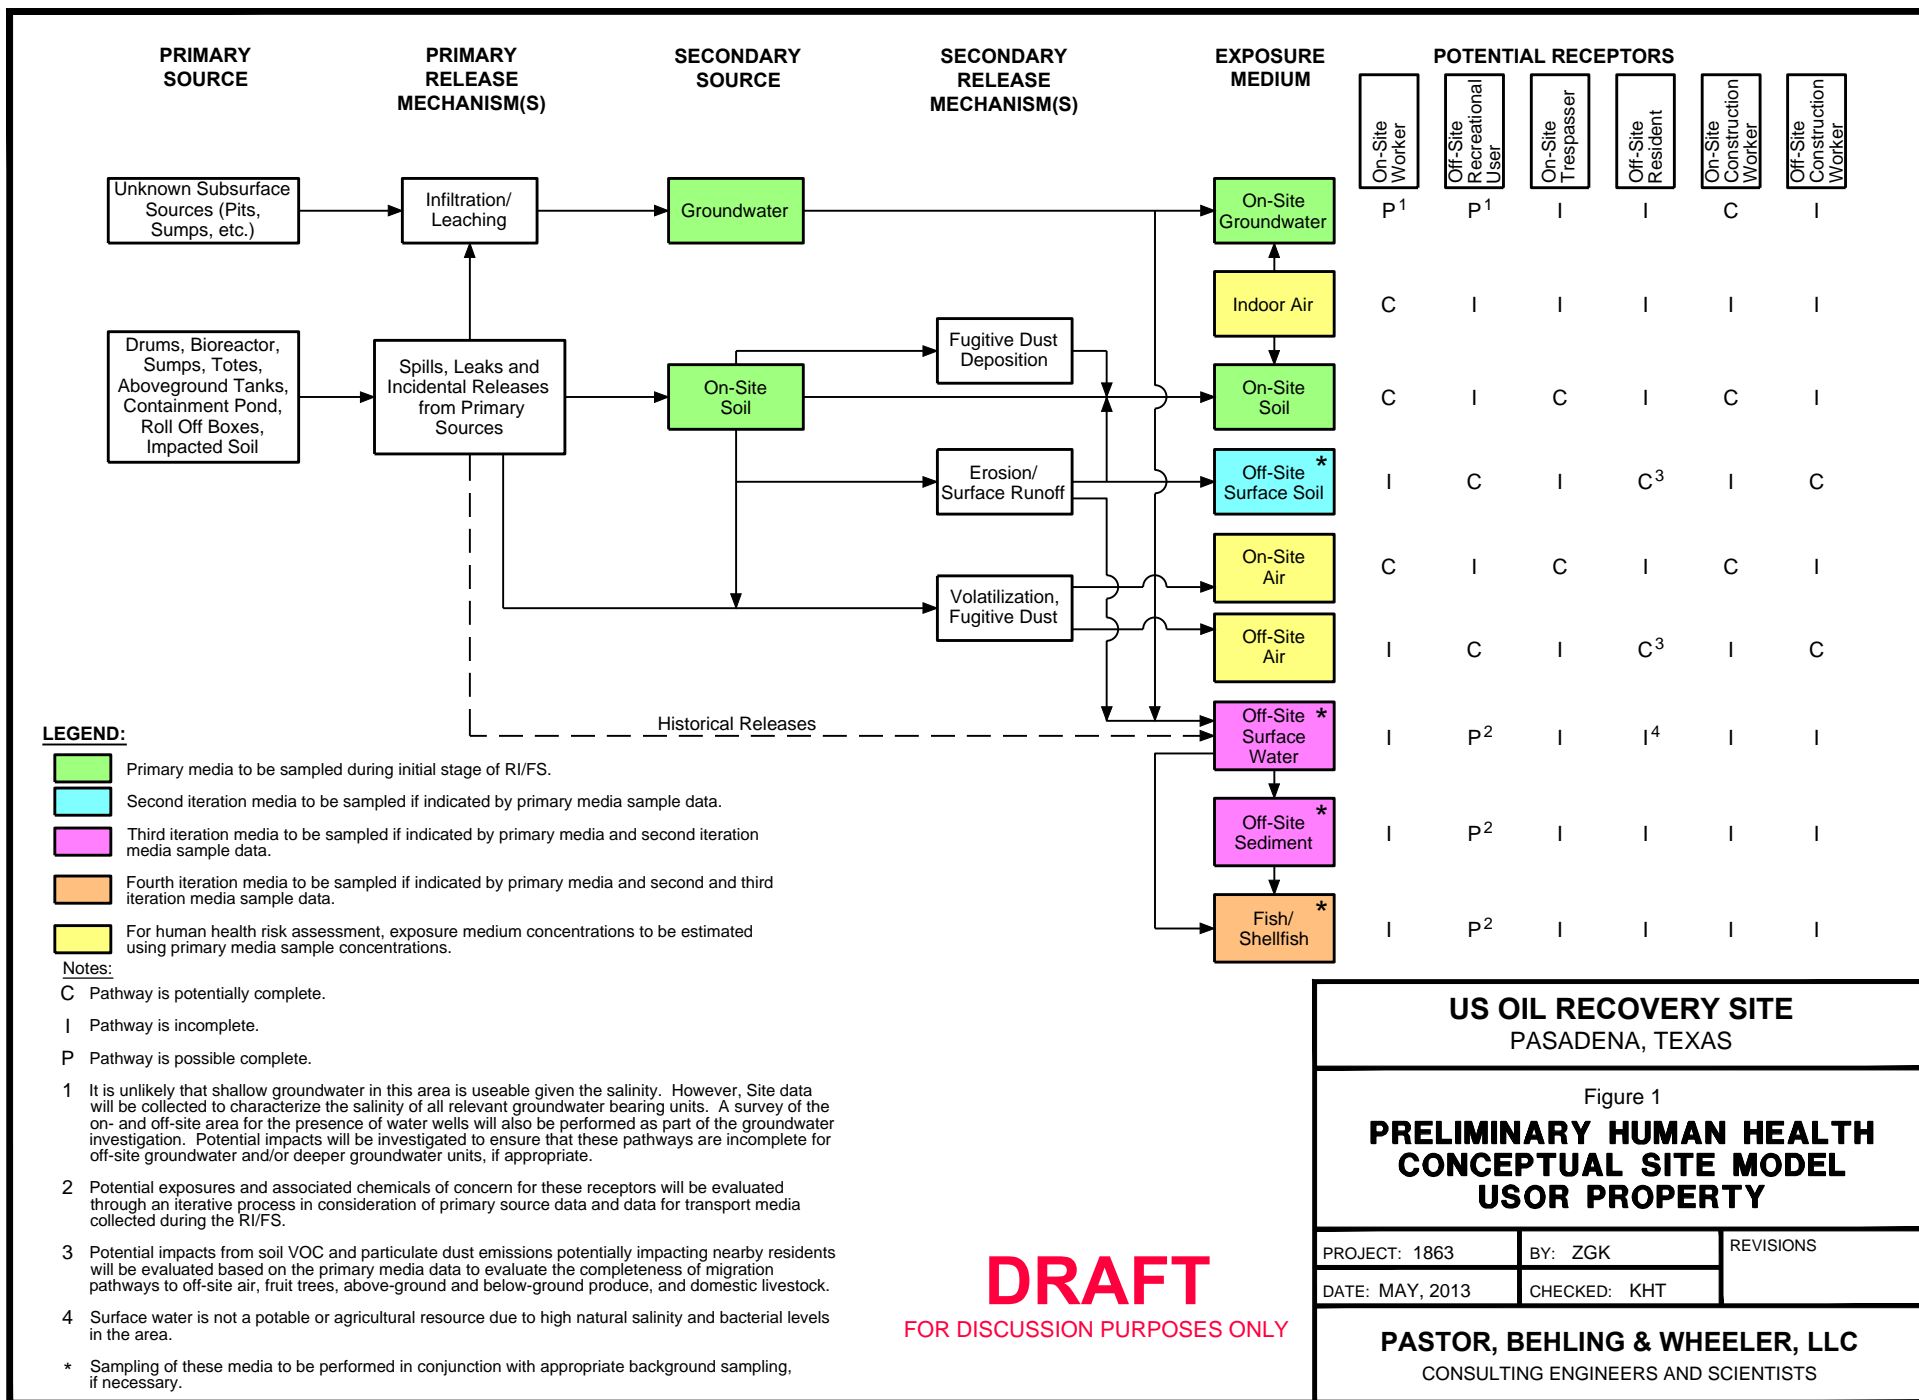 PRIMARY
SOURCE
PRIMARY
RELEASE
MECHANISM(S)
SECONDARY
SOURCE
SECONDARY
RELEASE
MECHANISM(S)
EXPOSURE
MEDIUM
POTENTIAL RECEPTORS
On-Site
Worker
Off-Site
Recreational
User
On-Site
Trespasser
Off-Site
Resident
On-Site
Construction
Worker
Off-Site
Construction
Worker
Unknown Subsurface
Sources (Pits,
Sumps, etc.)
Infiltration/
Leaching
Groundwater
On-Site
Groundwater
P1 P1 I I C I
Indoor Air
C I I I I I
Drums, Bioreactor,
Sumps, Totes,
Aboveground Tanks,
Containment Pond,
Roll Off Boxes,
Impacted Soil
Spills, Leaks and
Incidental Releases
from Primary
Sources
On-Site
Soil
Fugitive Dust
Deposition
On-Site
Soil
C I C I C I
Erosion/
Surface Runoff
Off-Site *
Surface Soil
I C I C3 I C
Volatilization,
Fugitive Dust
On-Site
Air
C I C I C I
Off-Site
Air
I C I C3 I C
Historical Releases
Off-Site *
Surface
Water
I P2 I I4 I I
Off-Site *
Sediment
I P2 I I I I
Fish/ *
Shellfish
I P2 I I I I
LEGEND:
Primary media to be sampled during initial stage of RI/FS.
Second iteration media to be sampled if indicated by primary media sample data.
Third iteration media to be sampled if indicated by primary media and second iteration
media sample data.
Fourth iteration media to be sampled if indicated by primary media and second and third
iteration media sample data.
For human health risk assessment, exposure medium concentrations to be estimated
using primary media sample concentrations.
Notes:
C Pathway is potentially complete.
I Pathway is incomplete.
P Pathway is possible complete.
1 It is unlikely that shallow groundwater in this area is useable given the salinity. However, Site data
will be collected to characterize the salinity of all relevant groundwater bearing units. A survey of the
on- and off-site area for the presence of water wells will also be performed as part of the groundwater
investigation. Potential impacts will be investigated to ensure that these pathways are incomplete for
off-site groundwater and/or deeper groundwater units, if appropriate.
2 Potential exposures and associated chemicals of concern for these receptors will be evaluated
through an iterative process in consideration of primary source data and data for transport media
collected during the RI/FS.
3 Potential impacts from soil VOC and particulate dust emissions potentially impacting nearby residents
will be evaluated based on the primary media data to evaluate the completeness of migration
pathways to off-site air, fruit trees, above-ground and below-ground produce, and domestic livestock.
4 Surface water is not a potable or agricultural resource due to high natural salinity and bacterial levels
in the area.
* Sampling of these media to be performed in conjunction with appropriate background sampling,
if necessary.
DRAFT
FOR DISCUSSION PURPOSES ONLY
US OIL RECOVERY SITE
PASADENA, TEXAS
Figure 1
PRELIMINARY HUMAN HEALTH
CONCEPTUAL SITE MODEL
USOR PROPERTY
PROJECT: 1863 BY: ZGK REVISIONS
DATE: MAY, 2013 CHECKED: KHT
PASTOR, BEHLING & WHEELER, LLC
CONSULTING ENGINEERS AND SCIENTISTS